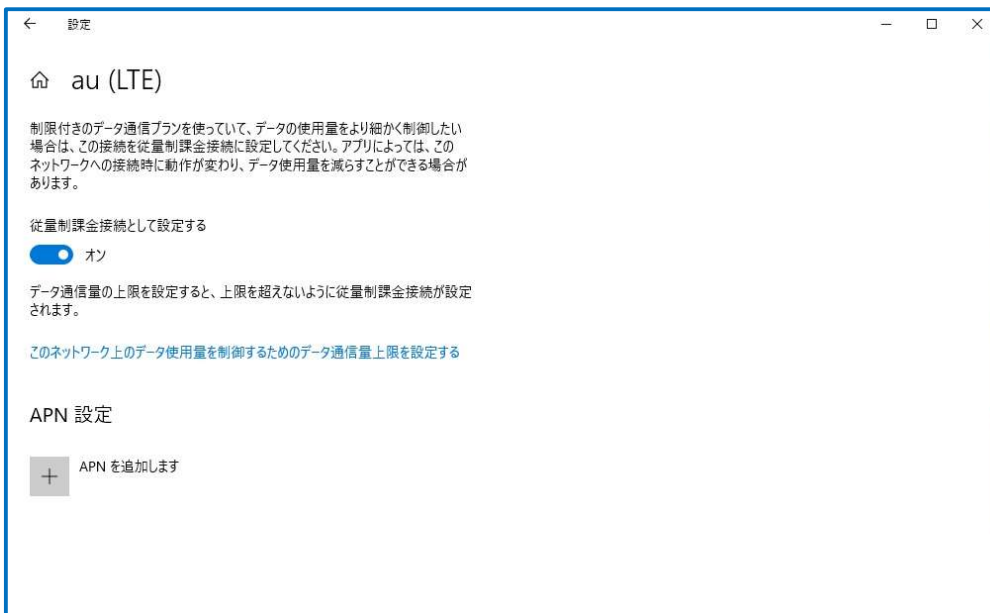 設定
au (LTE)
制限付きのデータ通信プランを使っていて、データの使用量をより細かく制御したい
場合は、この接続を従量制課金接続に設定してください。アプリによっては、この
ネットワークへの接続時に動作が変わり、データ使用量を減らすことができる場合が
あります。
従量制課金接続として設定する
オン
データ通信量の上限を設定すると、上限を超えないように従量制課金接続が設定
されます。
このネットワーク上のデータ使用量を制御するためのデータ通信量上限を設定する
APN 設定
APN を追加します